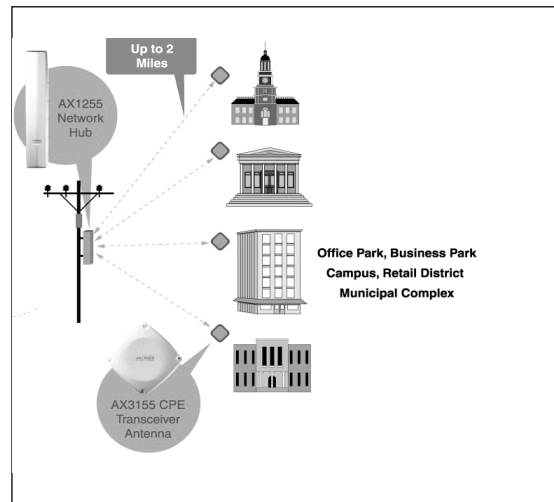 Up to 2
Miles
AX1255
Network
Hub
Office Park, Business Park
Campus, Retail District
Municipal Complex
AX3155 CPE
Transceiver
Antenna